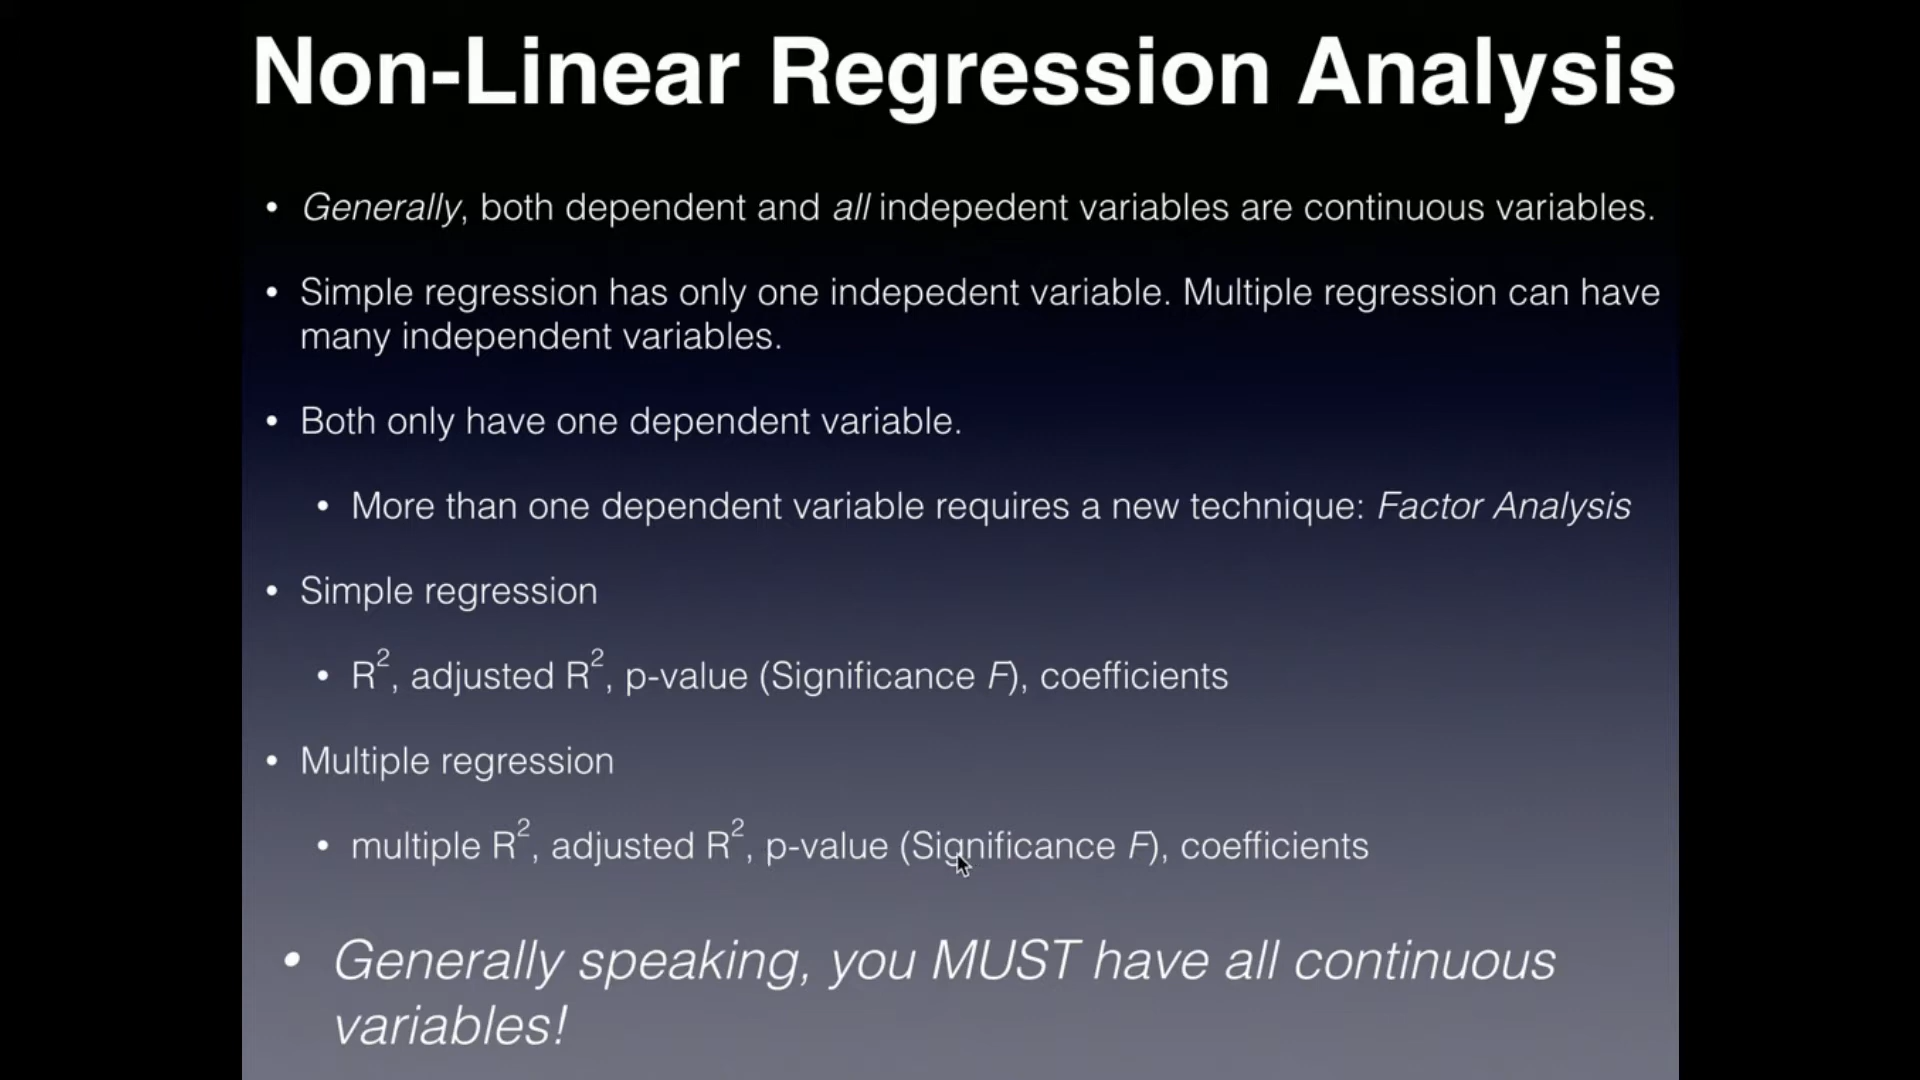 Non-Linear Regression Analysis
• Generally, both dependent and all indepedent variables are continuous variables.
• Simple regression has only one indepedent variable. Multiple regression can have
many independent variables.
• Both only have one dependent variable.
• More than one dependent variable requires a new technique: Factor Analysis
• Simple regression
• R², adjusted R², p-value (Significance F), coefficients
• Multiple regression
• multiple R², adjusted R², p-value (Significance F), coefficients
• Generally speaking, you MUST have all continuous
variables!